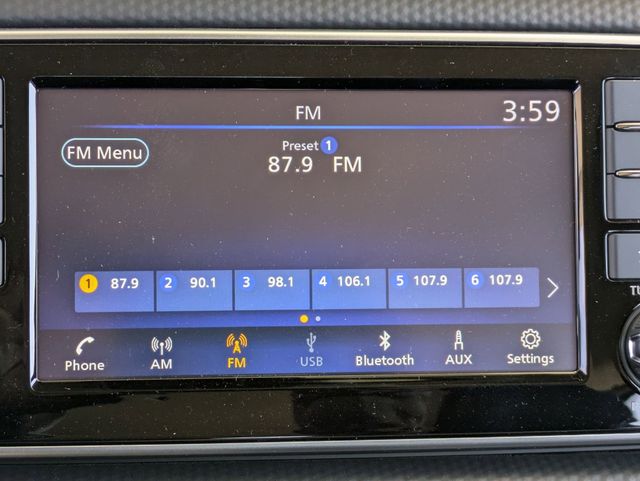 FM 3:59
FM Menu
Preset 1
87.9 FM
1 87.9 2 90.1 3 98.1 4 106.1 5 107.9 6 107.9
Phone AM FM USB Bluetooth AUX Settings